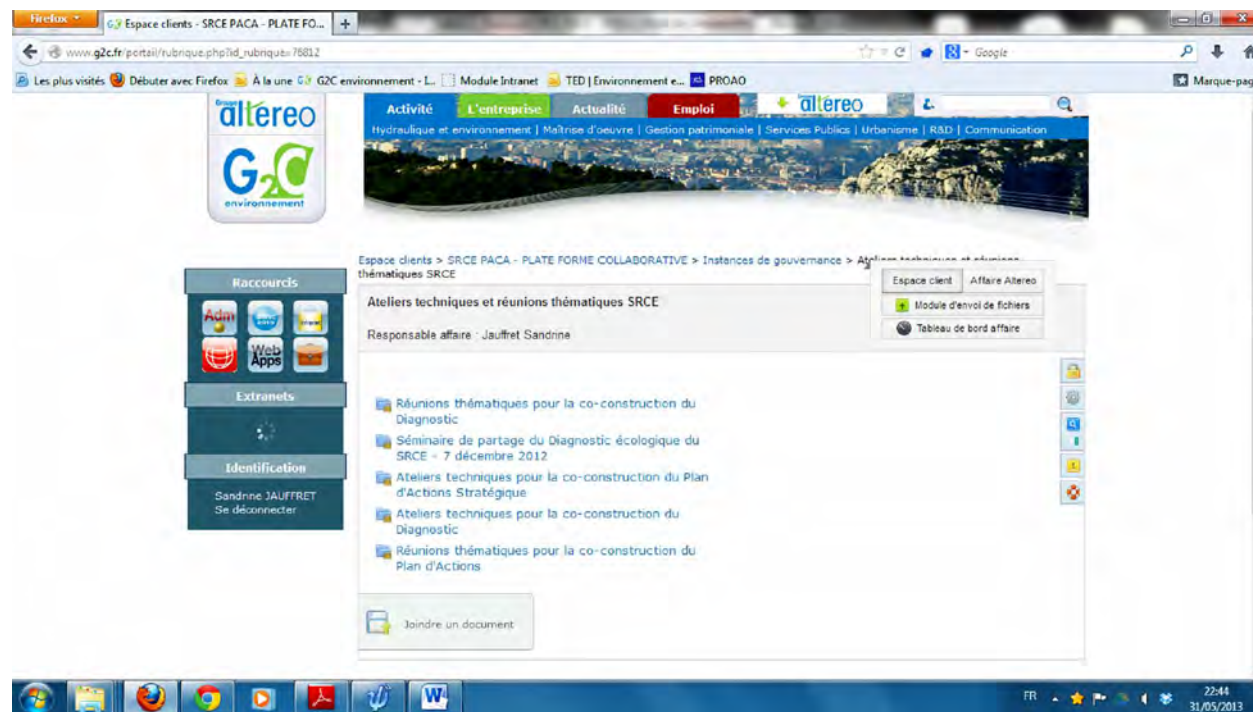 Firefox
Espace clients - SRCE PACA - PLATE FO...
www.g2c.fr/portail/rubrique.php?id_rubrique=76812
Google
Les plus visités Débuter avec Firefox À la une G2C environnement - I... Module Intranet TED | Environnement e... PROAO
Marque-pag
Groupe
altereo
G2C
environnement
Activité L'entreprise Actualité Emploi altereo
Hydraulique et environnement | Maîtrise d'oeuvre | Gestion patrimoniale | Services Publics | Urbanisme | R&D | Communication
Espace clients > SRCE PACA - PLATE FORME COLLABORATIVE > Instances de gouvernance > Ateliers techniques et réunions
thématiques SRCE
Raccourcis
Adm
Web
Apps
Extranets
Identification
Sandrine JAUFFRET
Se déconnecter
Ateliers techniques et réunions thématiques SRCE
Responsable affaire : Jauffret Sandrine
Espace client Affaire Altereo
Module d'envoi de fichiers
Tableau de bord affaire
Réunions thématiques pour la co-construction du
Diagnostic
Séminaire de partage du Diagnostic écologique du
SRCE - 7 décembre 2012
Ateliers techniques pour la co-construction du Plan
d'Actions Stratégique
Ateliers techniques pour la co-construction du
Diagnostic
Réunions thématiques pour la co-construction du
Plan d'Actions
Joindre un document
FR
22:44
31/05/2013